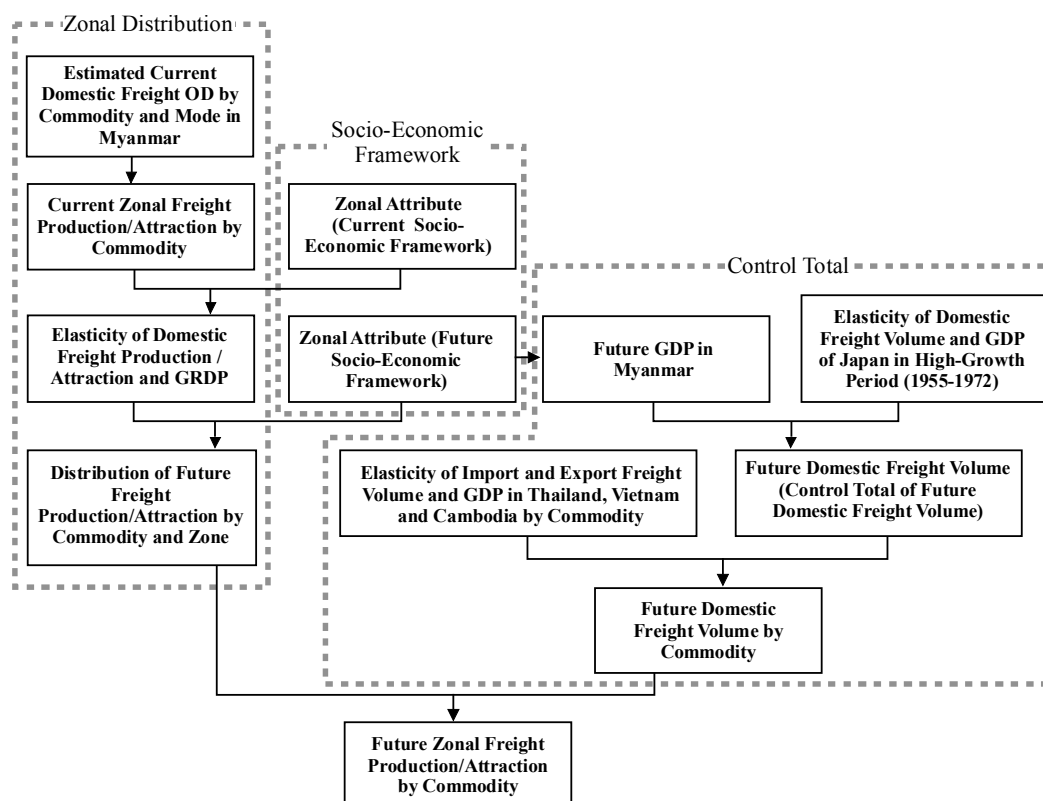 Zonal Distribution
Estimated Current
Domestic Freight OD by
Commodity and Mode in
Myanmar
Socio-Economic
Framework
Current Zonal Freight
Production/Attraction by
Commodity
Zonal Attribute
(Current Socio-
Economic Framework)
Control Total
Elasticity of Domestic
Freight Production /
Attraction and GRDP
Zonal Attribute (Future
Socio-Economic
Framework)
Future GDP in
Myanmar
Elasticity of Domestic
Freight Volume and GDP
of Japan in High-Growth
Period (1955-1972)
Distribution of Future
Freight
Production/Attraction by
Commodity and Zone
Elasticity of Import and Export Freight
Volume and GDP in Thailand, Vietnam
and Cambodia by Commodity
Future Domestic Freight Volume
(Control Total of Future
Domestic Freight Volume)
Future Domestic
Freight Volume by
Commodity
Future Zonal Freight
Production/Attraction
by Commodity